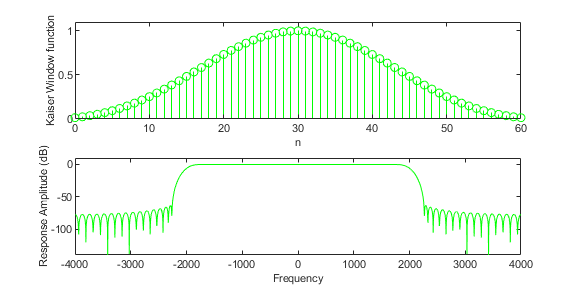 Kaiser Window function
1
0.5
0
0 10 20 30 40 50 60
n
Response Amplitude (dB)
0
-50
-100
-4000 -3000 -2000 -1000 0 1000 2000 3000 4000
Frequency